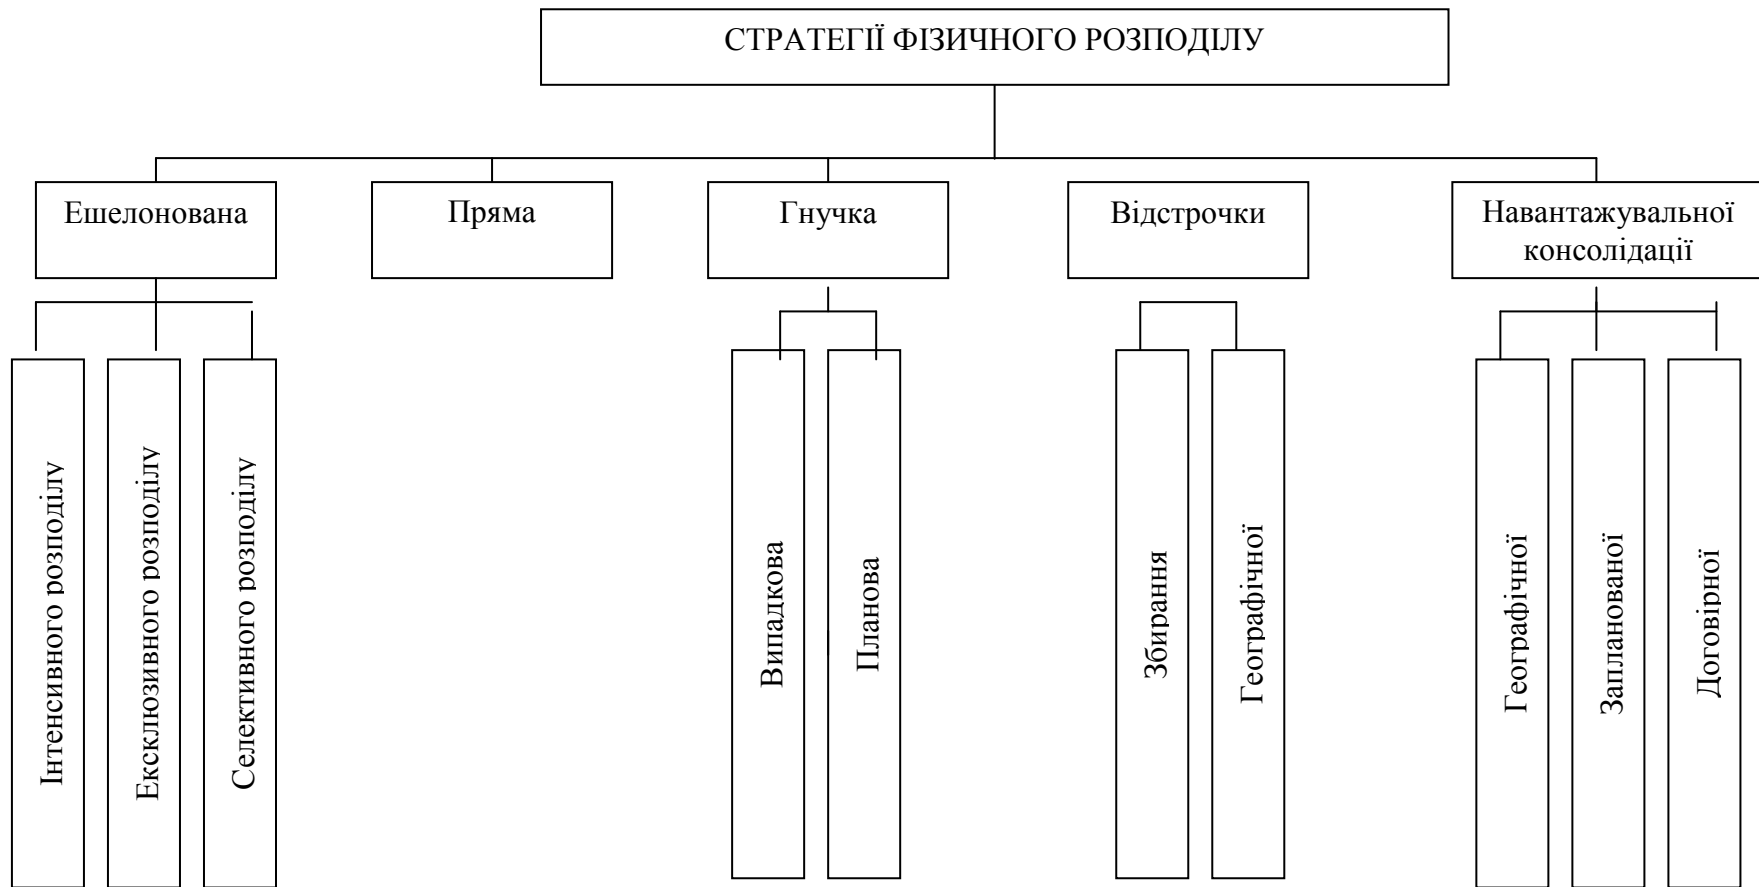 СТРАТЕГІЇ ФІЗИЧНОГО РОЗПОДІЛУ
Ешелонована
Пряма
Гнучка
Відстрочки
Навантажувальної
консолідації
Інтенсивного розподілу
Ексклюзивного розподілу
Селективного розподілу
Випадкова
Планова
Збирання
Географічної
Географічної
Запланованої
Договірної